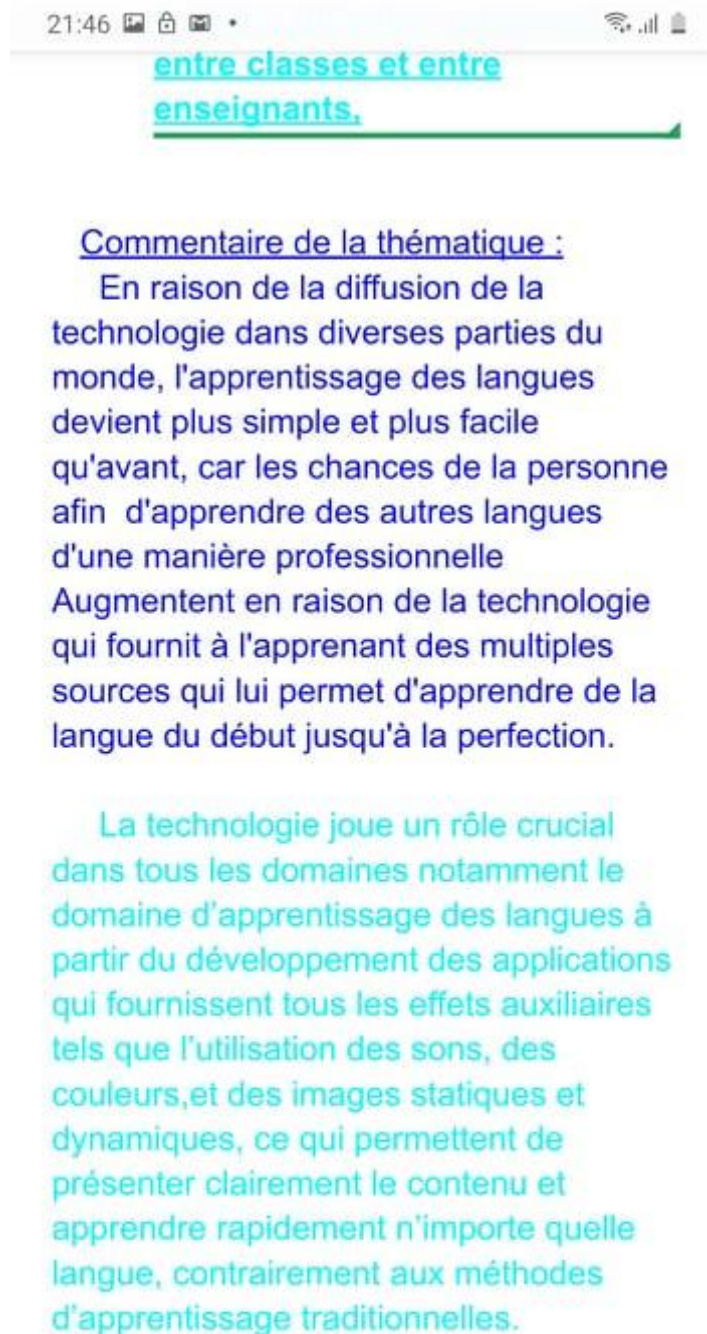 21:46
entre classes et entre
enseignants,
Commentaire de la thématique :
En raison de la diffusion de la
technologie dans diverses parties du
monde, l'apprentissage des langues
devient plus simple et plus facile
qu'avant, car les chances de la personne
afin  d'apprendre des autres langues
d'une manière professionnelle
Augmentent en raison de la technologie
qui fournit à l'apprenant des multiples
sources qui lui permet d'apprendre de la
langue du début jusqu'à la perfection.
La technologie joue un rôle crucial
dans tous les domaines notamment le
domaine d'apprentissage des langues à
partir du développement des applications
qui fournissent tous les effets auxiliaires
tels que l'utilisation des sons, des
couleurs,et des images statiques et
dynamiques, ce qui permettent de
présenter clairement le contenu et
apprendre rapidement n'importe quelle
langue, contrairement aux méthodes
d'apprentissage traditionnelles.